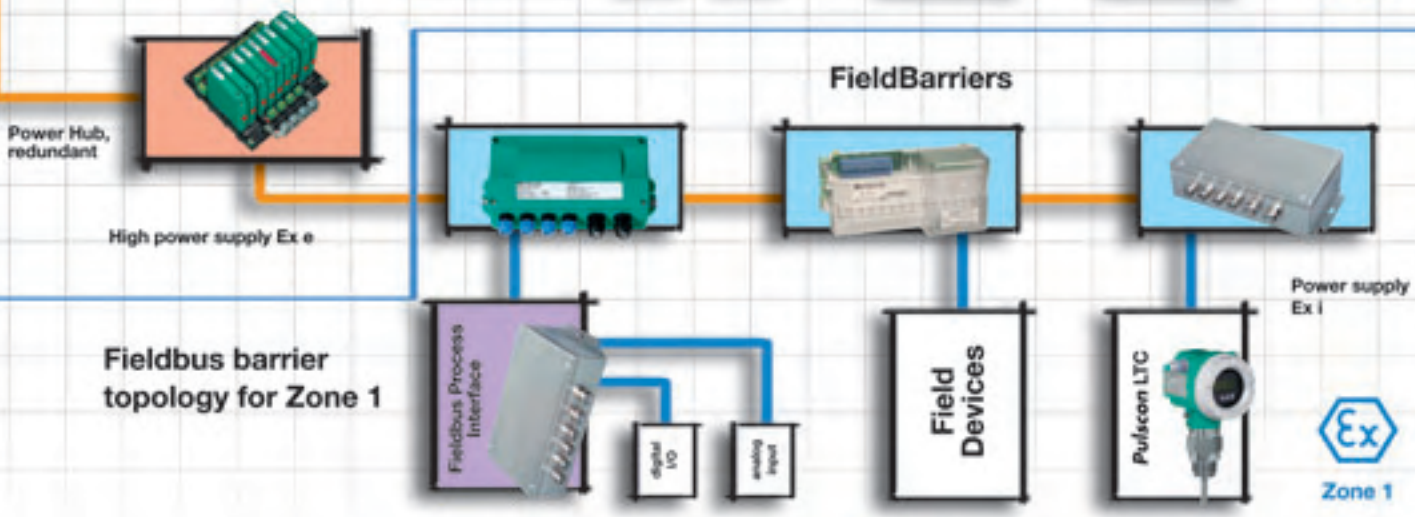 FieldBarriers
Power Hub,
redundant
High power supply Ex e
Power supply
Ex i
Fieldbus barrier
topology for Zone 1
Fieldbus Process
Interface
digital
I/O
analog
input
Field
Devices
Pulscon LTC
Ex
Zone 1